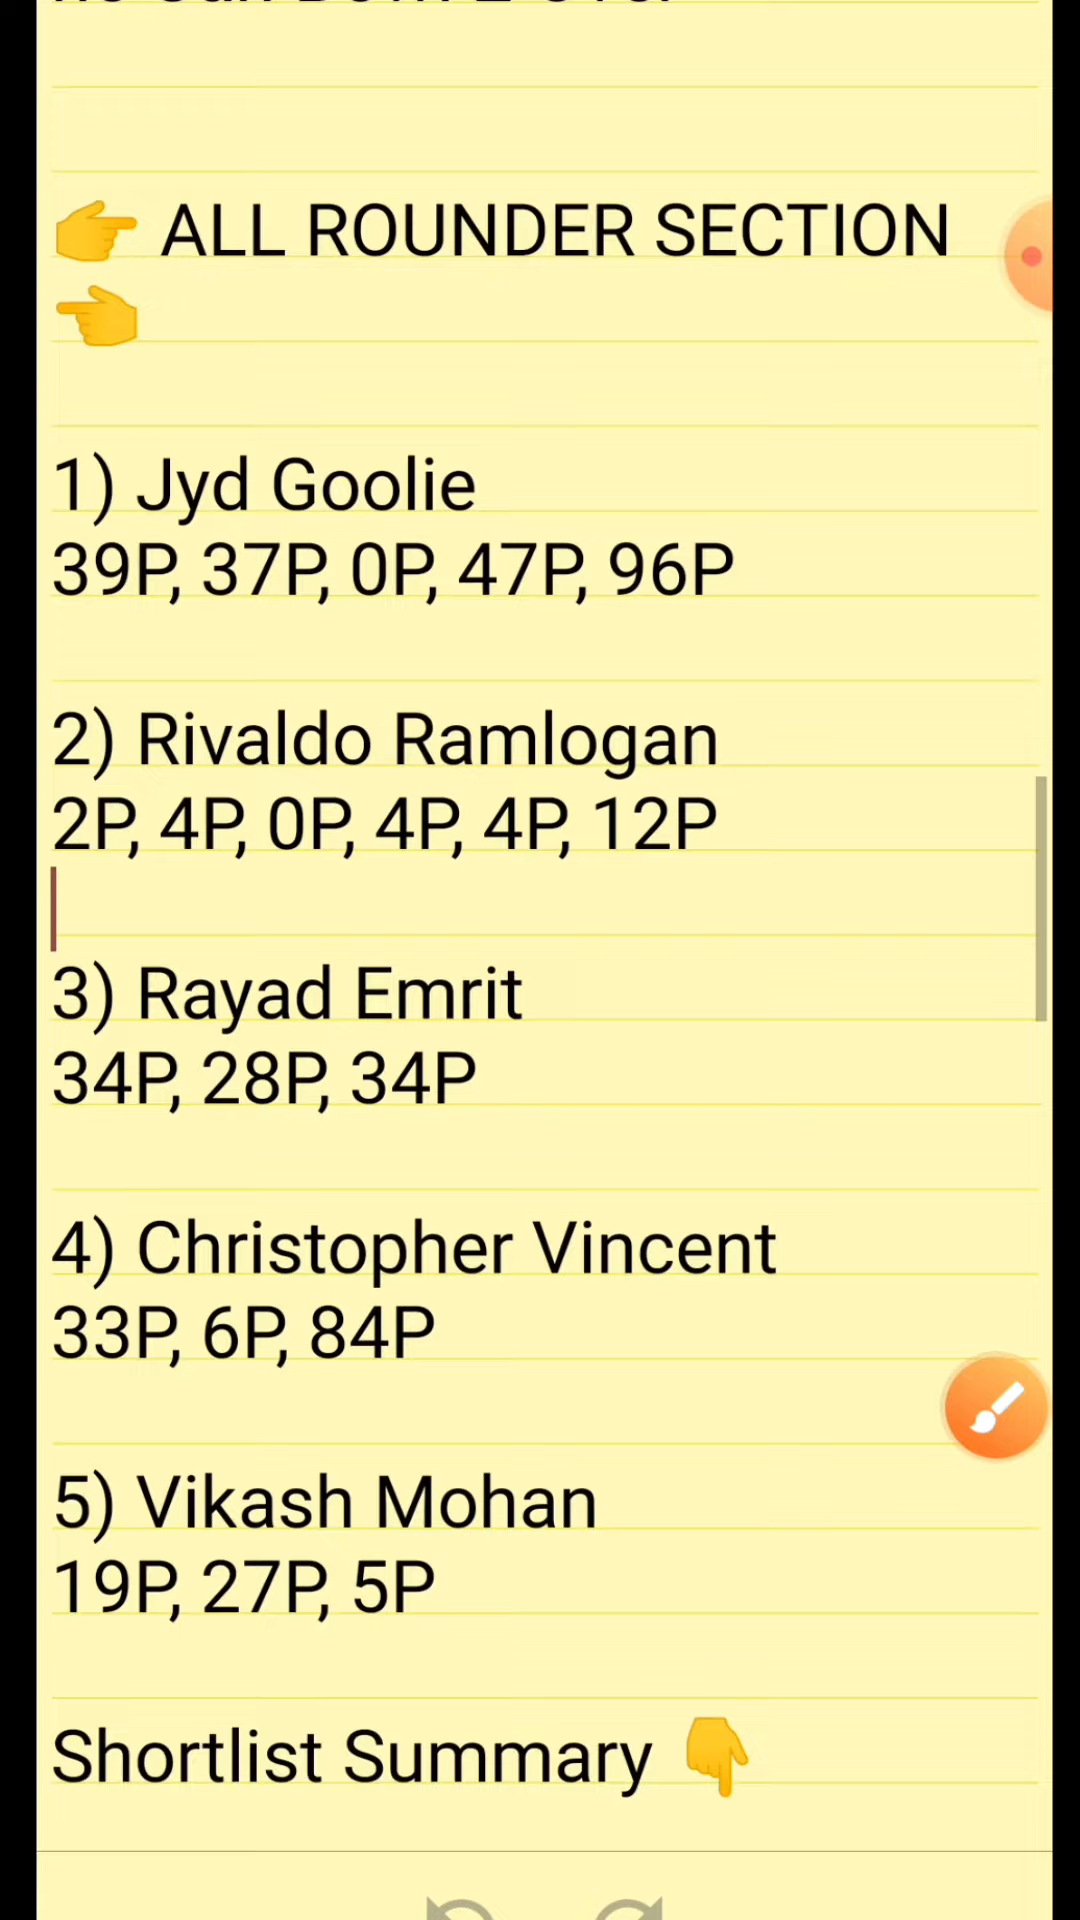 👉 ALL ROUNDER SECTION
👈
1) Jyd Goolie
39P, 37P, 0P, 47P, 96P
2) Rivaldo Ramlogan
2P, 4P, 0P, 4P, 4P, 12P
3) Rayad Emrit
34P, 28P, 34P
4) Christopher Vincent
33P, 6P, 84P
5) Vikash Mohan
19P, 27P, 5P
Shortlist Summary 👇